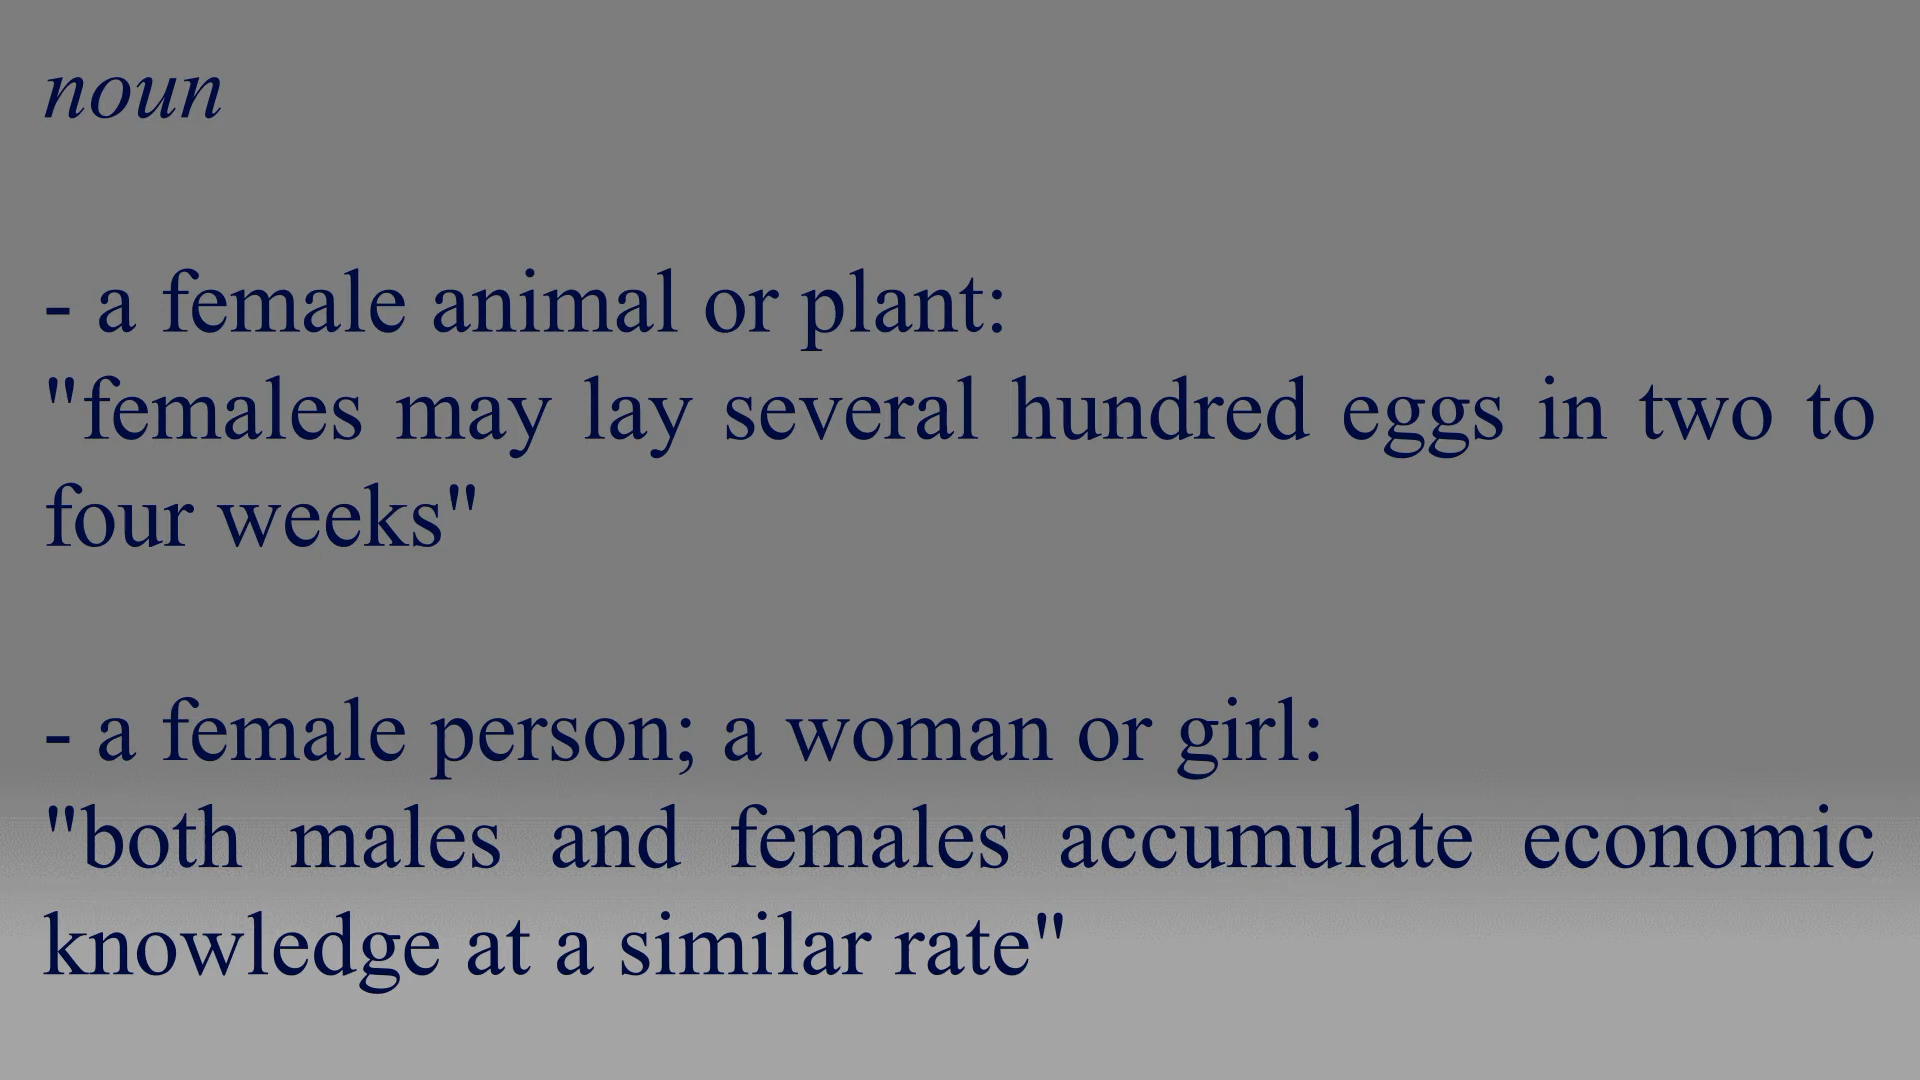 noun
- a female animal or plant:
"females may lay several hundred eggs in two to
four weeks"
- a female person; a woman or girl:
"both males and females accumulate economic
knowledge at a similar rate"